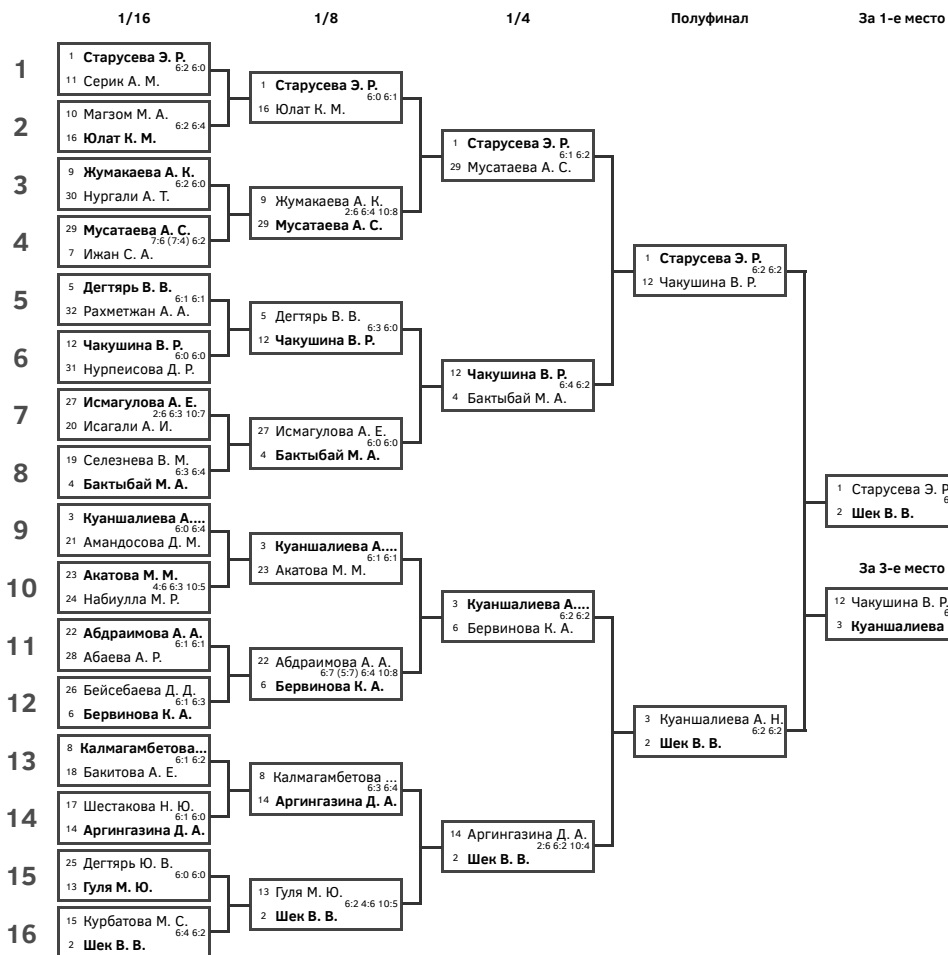 1/16
1/8
1/4
Полуфинал
За 1-е место
1
1 Старусева Э. Р.
6:2 6:0
11 Серик А. М.
2
10 Магзом М. А.
6:2 6:4
16 Юлат К. М.
3
9 Жумакаева А. К.
6:2 6:0
30 Нургали А. Т.
4
29 Мусатаева А. С.
7:6 (7:4) 6:2
7 Ижан С. А.
5
5 Дегтярь В. В.
6:1 6:1
32 Рахметжан А. А.
6
12 Чакушина В. Р.
6:0 6:0
31 Нурпеисова Д. Р.
7
27 Исмагулова А. Е.
2:6 6:3 10:7
20 Исагали А. И.
8
19 Селезнева В. М.
6:3 6:4
4 Бактыбай М. А.
9
3 Куаншалиева А....
6:0 6:4
21 Амандосова Д. М.
10
23 Акатова М. М.
4:6 6:3 10:5
24 Набиулла М. Р.
11
22 Абдраимова А. А.
6:1 6:1
28 Абаева А. Р.
12
26 Бейсебаева Д. Д.
6:1 6:3
6 Бервинова К. А.
13
8 Калмагамбетова...
6:1 6:2
18 Бакитова А. Е.
14
17 Шестакова Н. Ю.
6:1 6:0
14 Аргингазина Д. А.
15
25 Дегтярь Ю. В.
6:0 6:0
13 Гуля М. Ю.
16
15 Курбатова М. С.
6:4 6:2
2 Шек В. В.
1 Старусева Э. Р.
6:0 6:1
16 Юлат К. М.
9 Жумакаева А. К.
2:6 6:4 10:8
29 Мусатаева А. С.
5 Дегтярь В. В.
6:3 6:0
12 Чакушина В. Р.
27 Исмагулова А. Е.
6:0 6:0
4 Бактыбай М. А.
3 Куаншалиева А....
6:1 6:1
23 Акатова М. М.
22 Абдраимова А. А.
6:7 (5:7) 6:4 10:8
6 Бервинова К. А.
8 Калмагамбетова ...
6:3 6:4
14 Аргингазина Д. А.
13 Гуля М. Ю.
6:2 4:6 10:5
2 Шек В. В.
1 Старусева Э. Р.
6:1 6:2
29 Мусатаева А. С.
12 Чакушина В. Р.
6:4 6:2
4 Бактыбай М. А.
3 Куаншалиева А....
6:2 6:2
6 Бервинова К. А.
14 Аргингазина Д. А.
2:6 6:2 10:4
2 Шек В. В.
1 Старусева Э. Р.
6:2 6:2
12 Чакушина В. Р.
3 Куаншалиева А. Н.
6:2 6:2
2 Шек В. В.
1 Старусева Э. Р
2 Шек В. В.
За 3-е место
12 Чакушина В. Р.
3 Куаншалиева